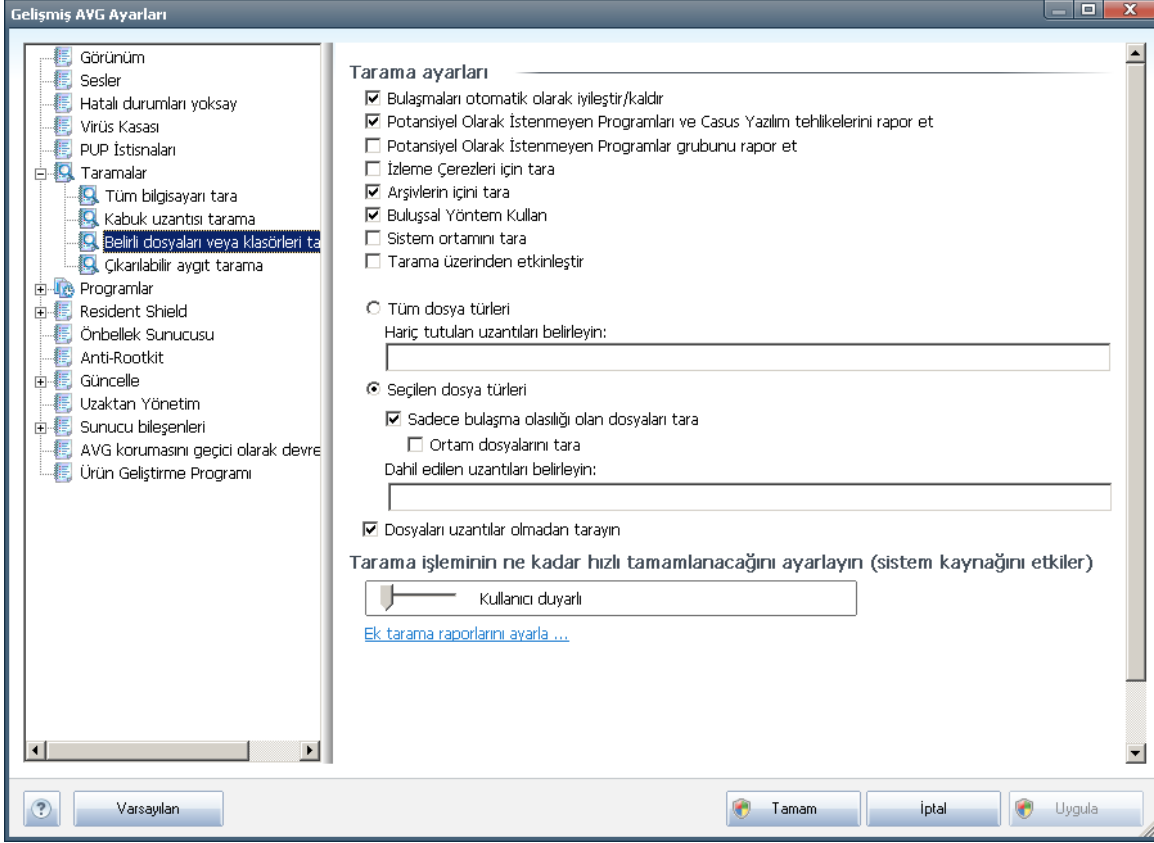 Gelişmiş AVG Ayarları
Görünüm
Sesler
Hatalı durumları yoksay
Virüs Kasası
PUP İstisnaları
Taramalar
Tüm bilgisayarı tara
Kabuk uzantısı tarama
Belirli dosyaları veya klasörleri ta
Çıkarılabilir aygıt tarama
Programlar
Resident Shield
Önbellek Sunucusu
Anti-Rootkit
Güncelle
Uzaktan Yönetim
Sunucu bileşenleri
AVG korumasını geçici olarak devre
Ürün Geliştirme Programı
Tarama ayarları
Bulaşmaları otomatik olarak iyileştir/kaldır
Potansiyel Olarak İstenmeyen Programları ve Casus Yazılım tehlikelerini rapor et
Potansiyel Olarak İstenmeyen Programlar grubunu rapor et
İzleme Çerezleri için tara
Arşivlerin içini tara
Buluşsal Yöntem Kullan
Sistem ortamını tara
Tarama üzerinden etkinleştir
Tüm dosya türleri
Hariç tutulan uzantıları belirleyin:
Seçilen dosya türleri
Sadece bulaşma olasılığı olan dosyaları tara
Ortam dosyalarını tara
Dahil edilen uzantıları belirleyin:
Dosyaları uzantılar olmadan tarayın
Tarama işleminin ne kadar hızlı tamamlanacağını ayarlayın (sistem kaynağını etkiler)
Kullanıcı duyarlı
Ek tarama raporlarını ayarla ...
? Varsayılan Tamam İptal Uygula